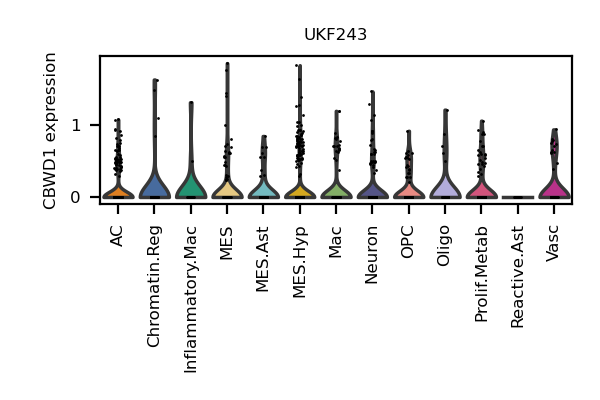 UKF243
CBWD1 expression
1
0
AC
Chromatin.Reg
Inflammatory.Mac
MES
MES.Ast
MES.Hyp
Mac
Neuron
OPC
Oligo
Prolif.Metab
Reactive.Ast
Vasc